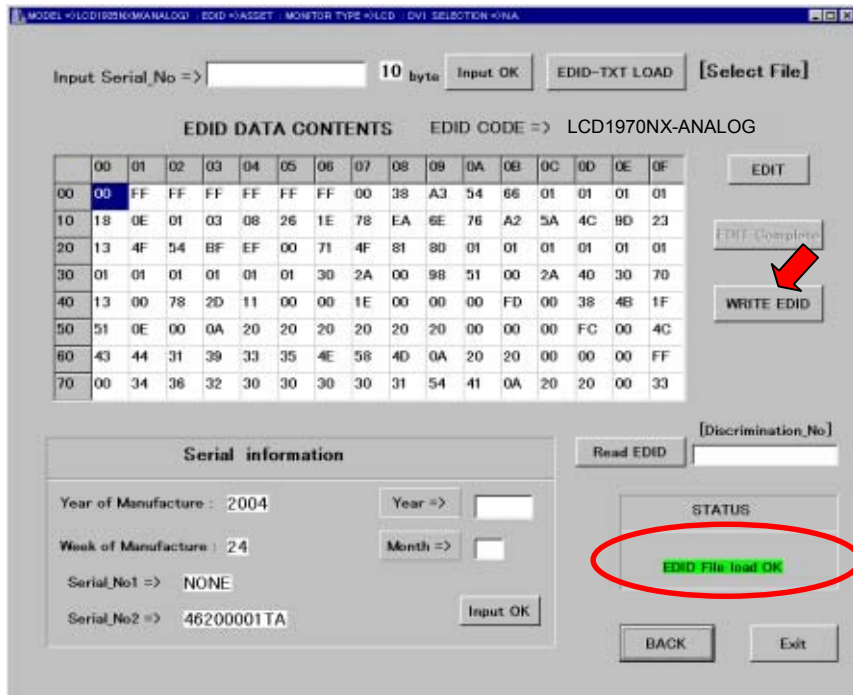 MODEL =>LCD1935NXM(ANALOG) : EDID =>ASSET : MONITOR TYPE =>LCD : DVI SELECTION =>NA
Input Serial_No => 10 byte Input OK EDID-TXT LOAD [Select File]
EDID DATA CONTENTS EDID CODE => LCD1970NX-ANALOG
00 01 02 03 04 05 06 07 08 09 0A 0B 0C 0D 0E 0F
00 00 FF FF FF FF FF FF 00 38 A3 54 66 01 01 01 01
10 18 0E 01 03 08 26 1E 78 EA 6E 76 A2 5A 4C 9D 23
20 13 4F 54 BF EF 00 71 4F 81 80 01 01 01 01 01 01
30 01 01 01 01 01 01 30 2A 00 98 51 00 2A 40 30 70
40 13 00 78 2D 11 00 00 1E 00 00 00 FD 00 38 4B 1F
50 51 0E 00 0A 20 20 20 20 20 20 00 00 00 FC 00 4C
60 43 44 31 39 33 35 4E 58 4D 0A 20 20 00 00 00 FF
70 00 34 36 32 30 30 30 30 31 54 41 0A 20 20 00 33
EDIT
EDIT Complete
WRITE EDID
[Discrimination_No]
Read EDID
Serial information
Year of Manufacture : 2004 Year =>
Week of Manufacture : 24 Month =>
Serial_No1 => NONE
Serial_No2 => 46200001TA Input OK
STATUS
EDID File load OK
BACK Exit